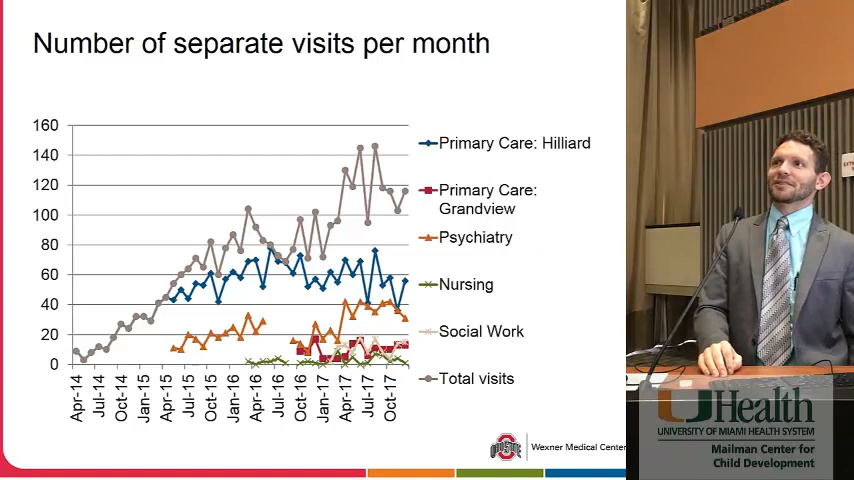 Number of separate visits per month
160
140
120
100
80
60
40
20
0
Apr-14
Jul-14
Oct-14
Jan-15
Apr-15
Jul-15
Oct-15
Jan-16
Apr-16
Jul-16
Oct-16
Jan-17
Apr-17
Jul-17
Oct-17
Primary Care: Hilliard
Primary Care:
Grandview
Psychiatry
Nursing
Social Work
Total visits
OHIO STATE
Wexner Medical Center
UHealth
UNIVERSITY OF MIAMI HEALTH SYSTEM
Mailman Center for
Child Development